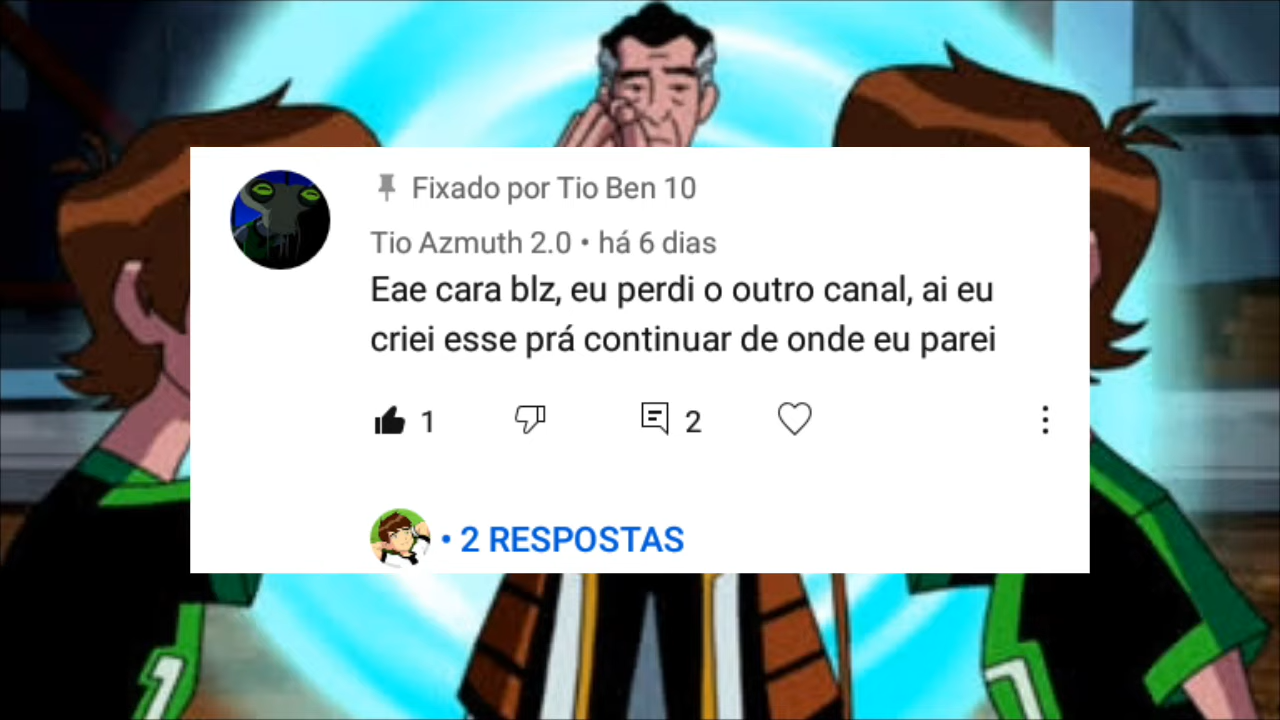 Fixado por Tio Ben 10
Tio Azmuth 2.0 • há 6 dias
Eae cara blz, eu perdi o outro canal, ai eu
criei esse prá continuar de onde eu parei
1 2
• 2 RESPOSTAS